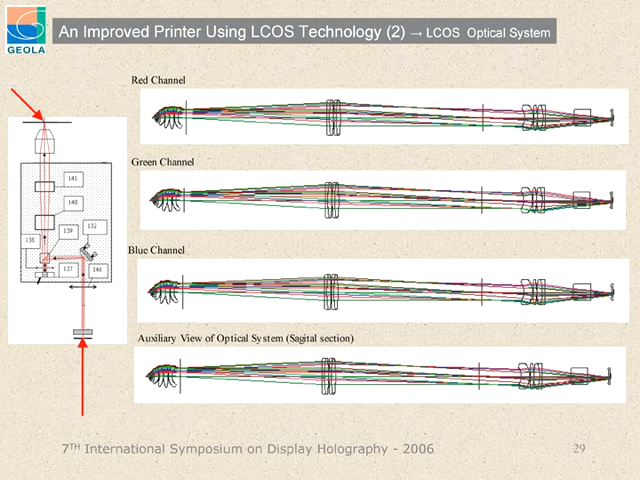 GEOLA
An Improved Printer Using LCOS Technology (2) → LCOS Optical System
Red Channel
Green Channel
Blue Channel
Auxiliary View of Optical System (Sagital section)
141
140
139
132
138
137
146
7TH International Symposium on Display Holography - 2006
29